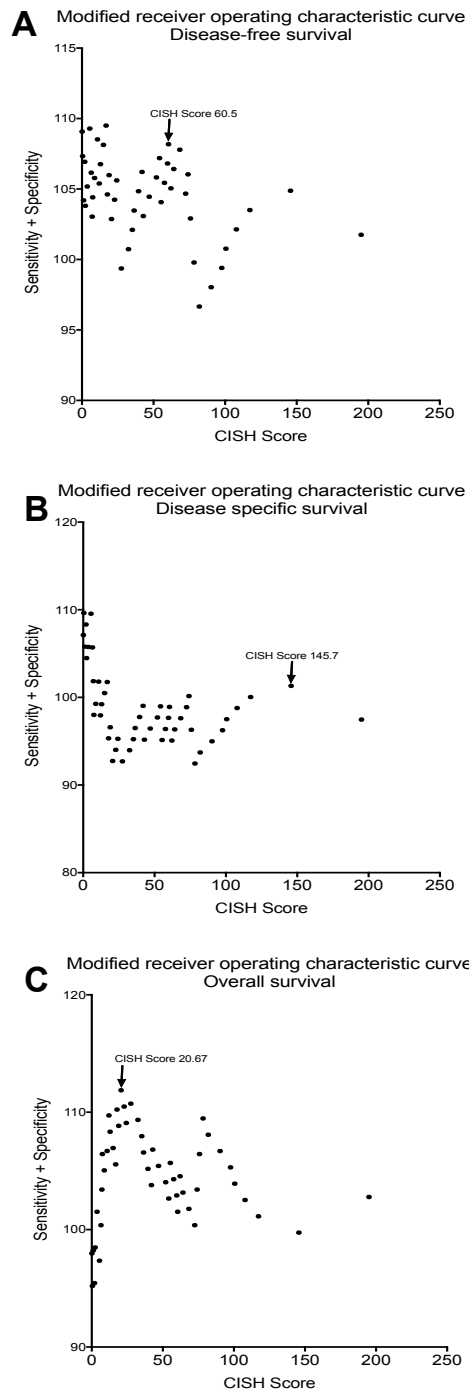 A
Modified receiver operating characteristic curve
Disease-free survival
115
110
105
100
95
90
Sensitivity + Specificity
CISH Score 60.5
0
50
100
150
200
250
CISH Score
B
Modified receiver operating characteristic curve
Disease specific survival
120
110
100
90
80
Sensitivity + Specificity
CISH Score 145.7
0
50
100
150
200
250
CISH Score
C
Modified receiver operating characteristic curve
Overall survival
120
110
100
90
Sensitivity + Specificity
CISH Score 20.67
0
50
100
150
200
250
CISH Score